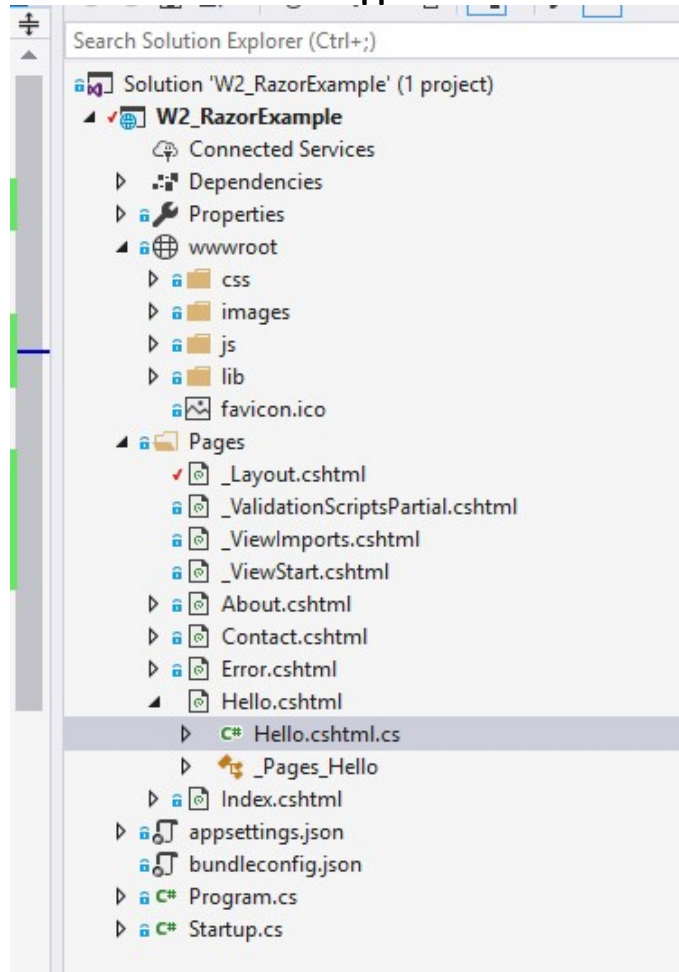 Search Solution Explorer (Ctrl+;)
Solution 'W2_RazorExample' (1 project)
W2_RazorExample
Connected Services
Dependencies
Properties
wwwroot
css
images
js
lib
favicon.ico
Pages
_Layout.cshtml
_ValidationScriptsPartial.cshtml
_ViewImports.cshtml
_ViewStart.cshtml
About.cshtml
Contact.cshtml
Error.cshtml
Hello.cshtml
C# Hello.cshtml.cs
_Pages_Hello
Index.cshtml
appsettings.json
bundleconfig.json
C# Program.cs
C# Startup.cs